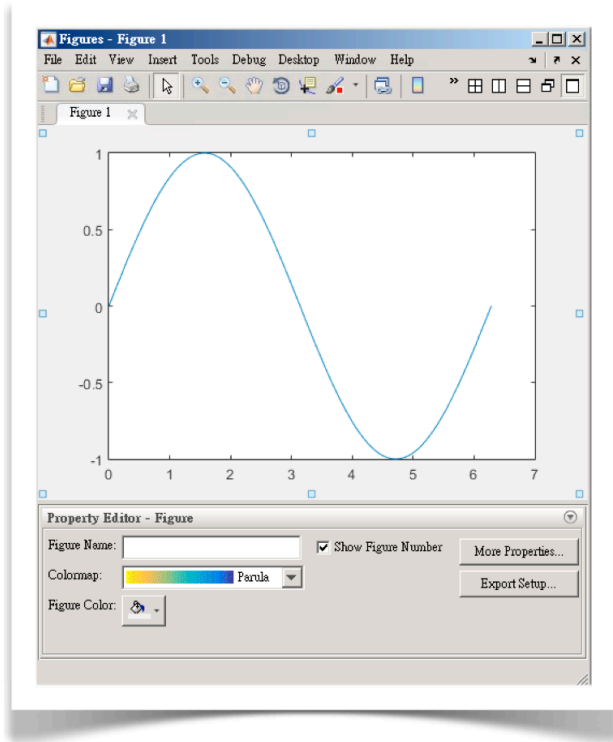 Figures - Figure 1
File Edit View Insert Tools Debug Desktop Window Help
Figure 1
1
0.5
0
-0.5
-1
0 1 2 3 4 5 6 7
Property Editor - Figure
Figure Name: Show Figure Number More Properties...
Colormap: Parula Export Setup...
Figure Color: